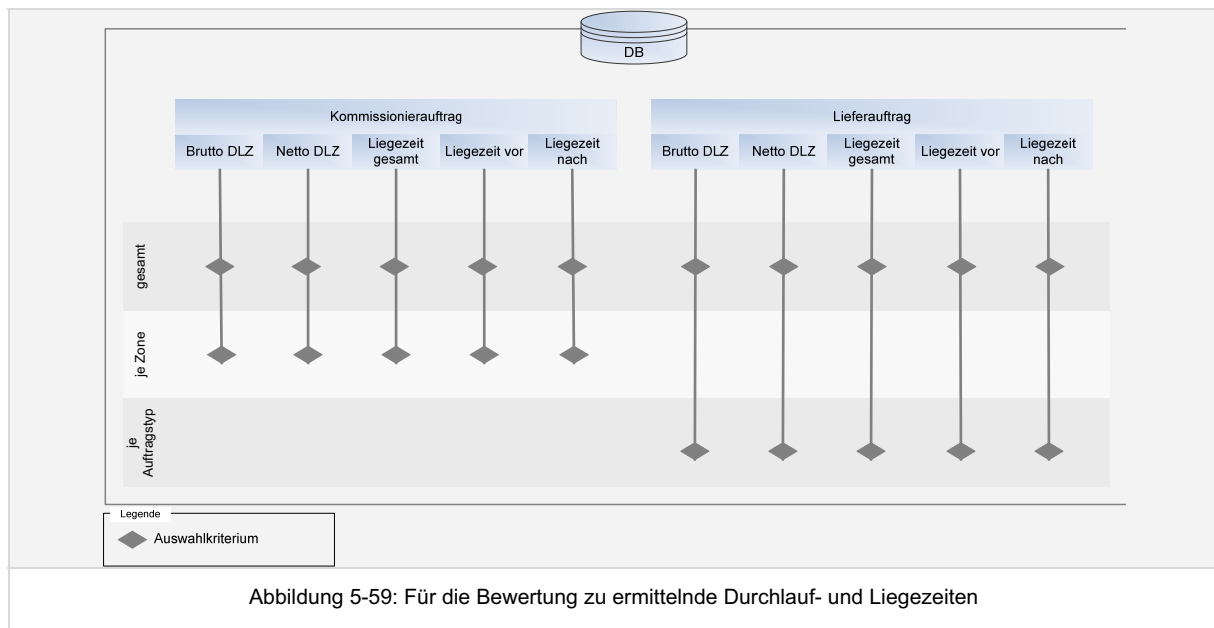 DB
Kommissionierauftrag
Lieferauftrag
Brutto DLZ
Netto DLZ
Liegezeit
gesamt
Liegezeit vor
Liegezeit
nach
Brutto DLZ
Netto DLZ
Liegezeit
gesamt
Liegezeit vor
Liegezeit
nach
gesamt
je Zone
je
Auftragstyp
Legende
Auswahlkriterium
Abbildung 5-59: Für die Bewertung zu ermittelnde Durchlauf- und Liegezeiten